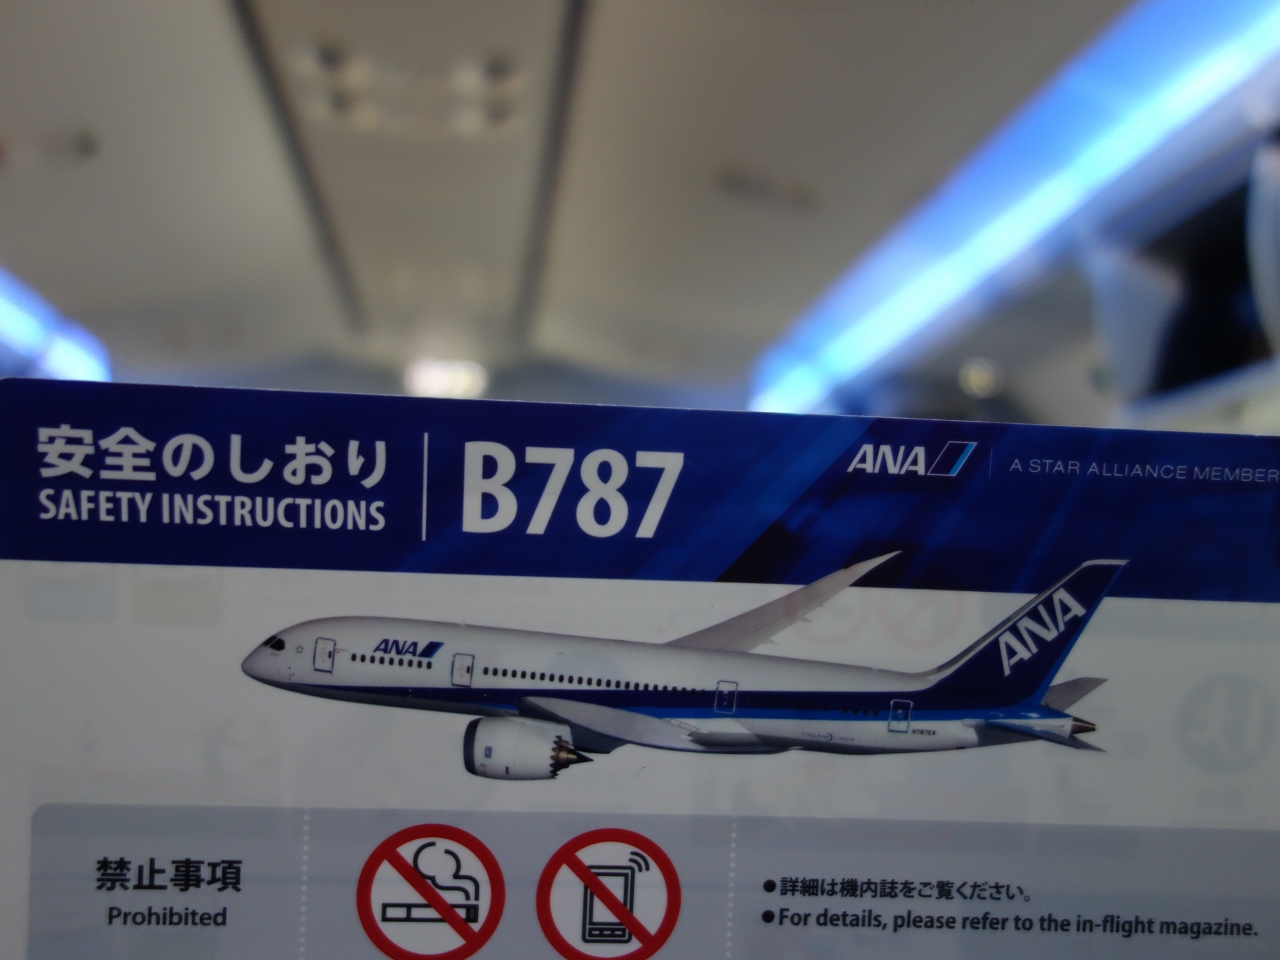 安全のしおり
SAFETY INSTRUCTIONS
B787
ANA
A STAR ALLIANCE MEMBER
ANA
ANA
N787EX
禁止事項
Prohibited
●詳細は機内誌をご覧ください。
●For details, please refer to the in-flight magazine.